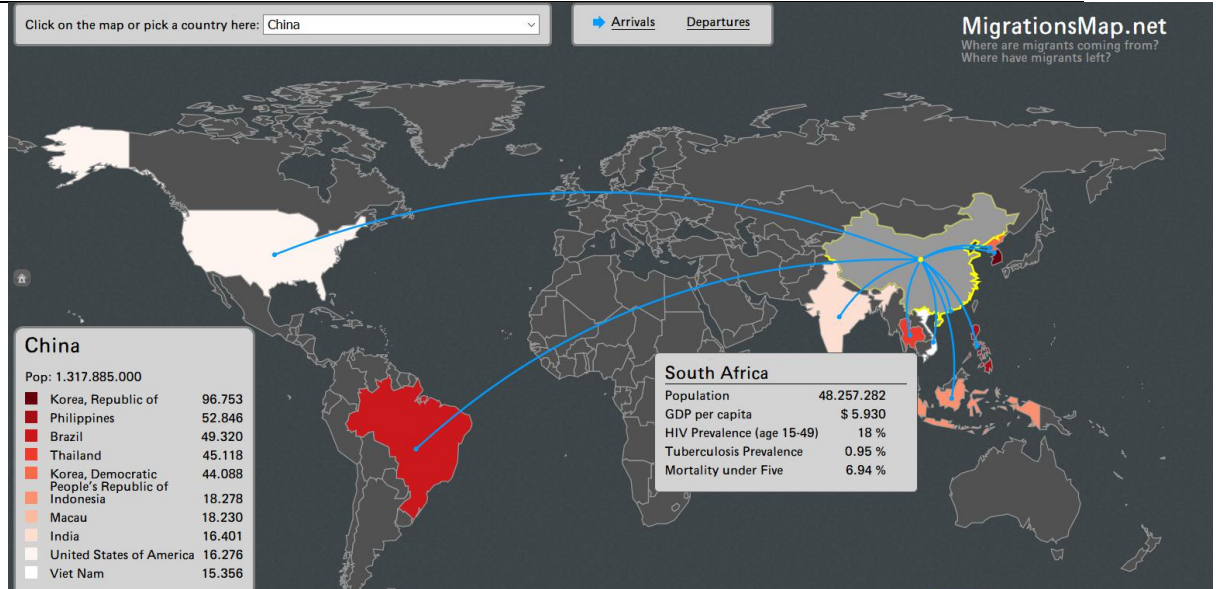 Click on the map or pick a country here: China
Arrivals Departures
MigrationsMap.net
Where are migrants coming from?
Where have migrants left?
China
Pop: 1.317.885.000
Korea, Republic of 96.753
Philippines 52.846
Brazil 49.320
Thailand 45.118
Korea, Democratic 44.088
People's Republic of
Indonesia 18.278
Macau 18.230
India 16.401
United States of America 16.276
Viet Nam 15.356
South Africa
Population 48.257.282
GDP per capita $ 5.930
HIV Prevalence (age 15-49) 18 %
Tuberculosis Prevalence 0.95 %
Mortality under Five 6.94 %